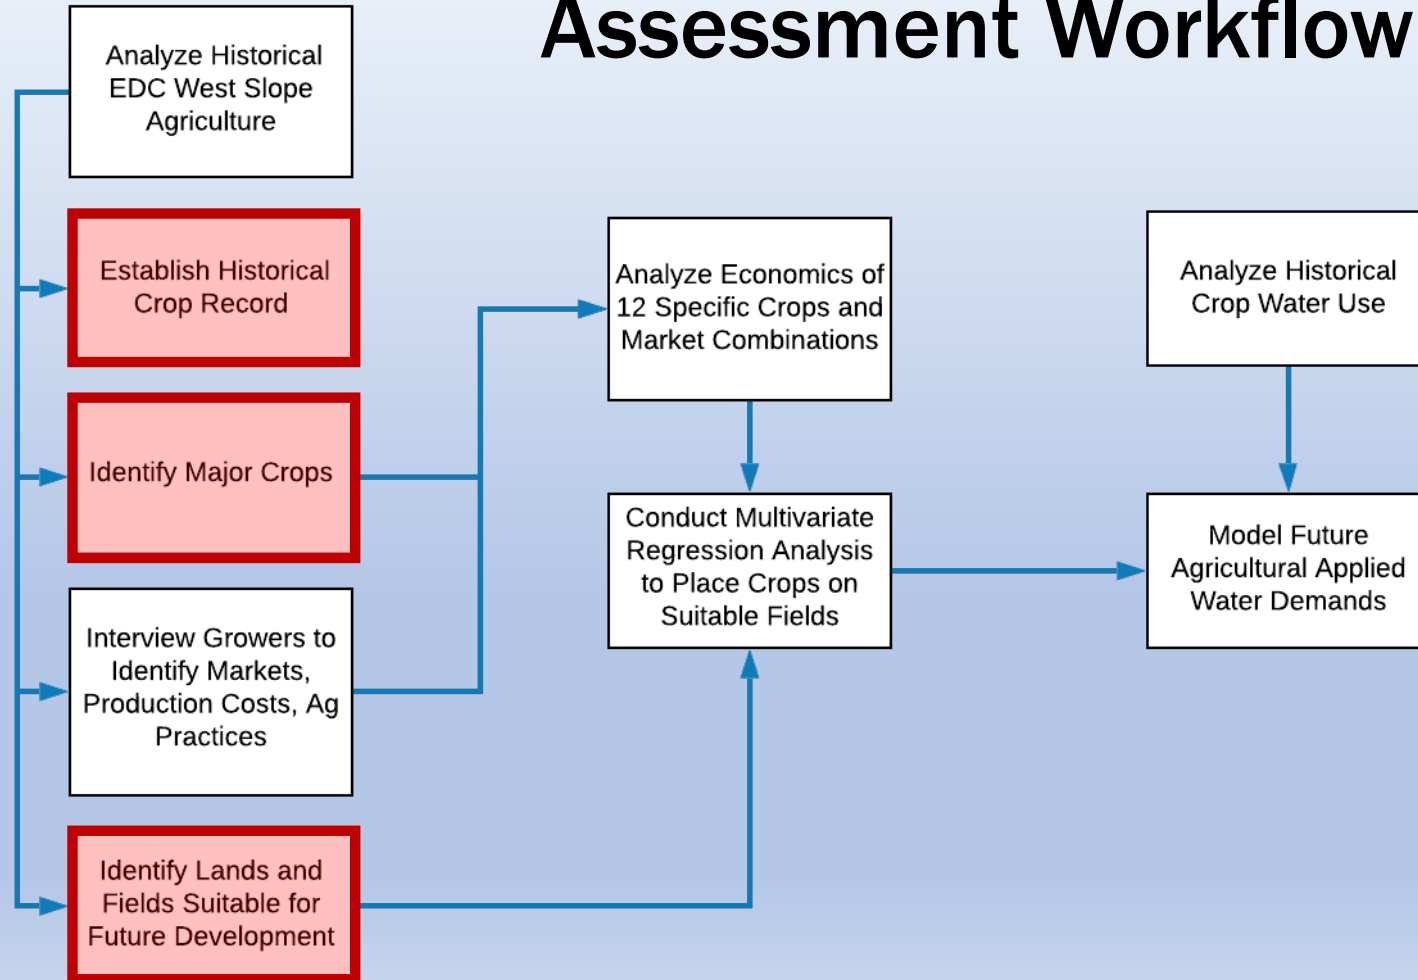 Assessment Workflow
Analyze Historical
EDC West Slope
Agriculture
Establish Historical
Crop Record
Identify Major Crops
Interview Growers to
Identify Markets,
Production Costs, Ag
Practices
Identify Lands and
Fields Suitable for
Future Development
Analyze Economics of
12 Specific Crops and
Market Combinations
Conduct Multivariate
Regression Analysis
to Place Crops on
Suitable Fields
Analyze Historical
Crop Water Use
Model Future
Agricultural Applied
Water Demands